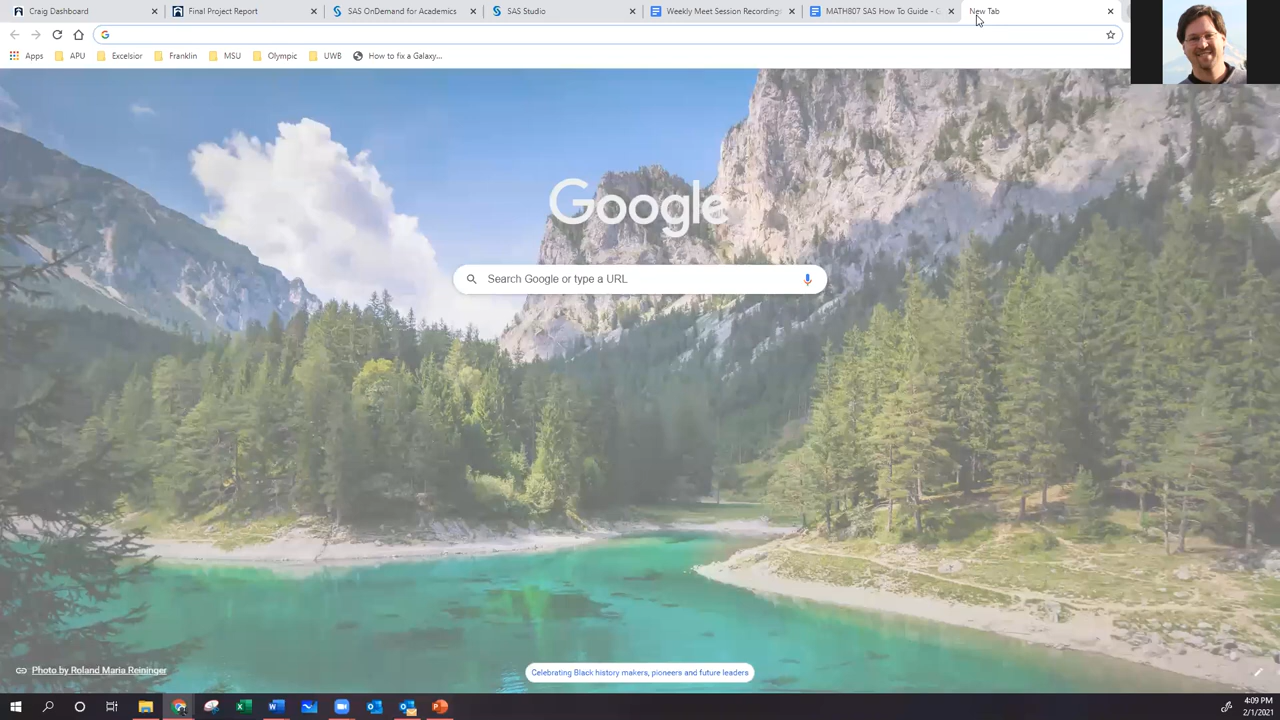 Craig Dashboard
Final Project Report
SAS OnDemand for Academics
SAS Studio
Weekly Meet Session Recording
MATH807 SAS How To Guide -
New Tab
Apps APU Excelsior Franklin MSU Olympic UWB How to fix a Galaxy...
Google
Search Google or type a URL
Photo by Roland Maria Reininger
Celebrating Black history makers, pioneers and future leaders
4:09 PM
2/1/2021